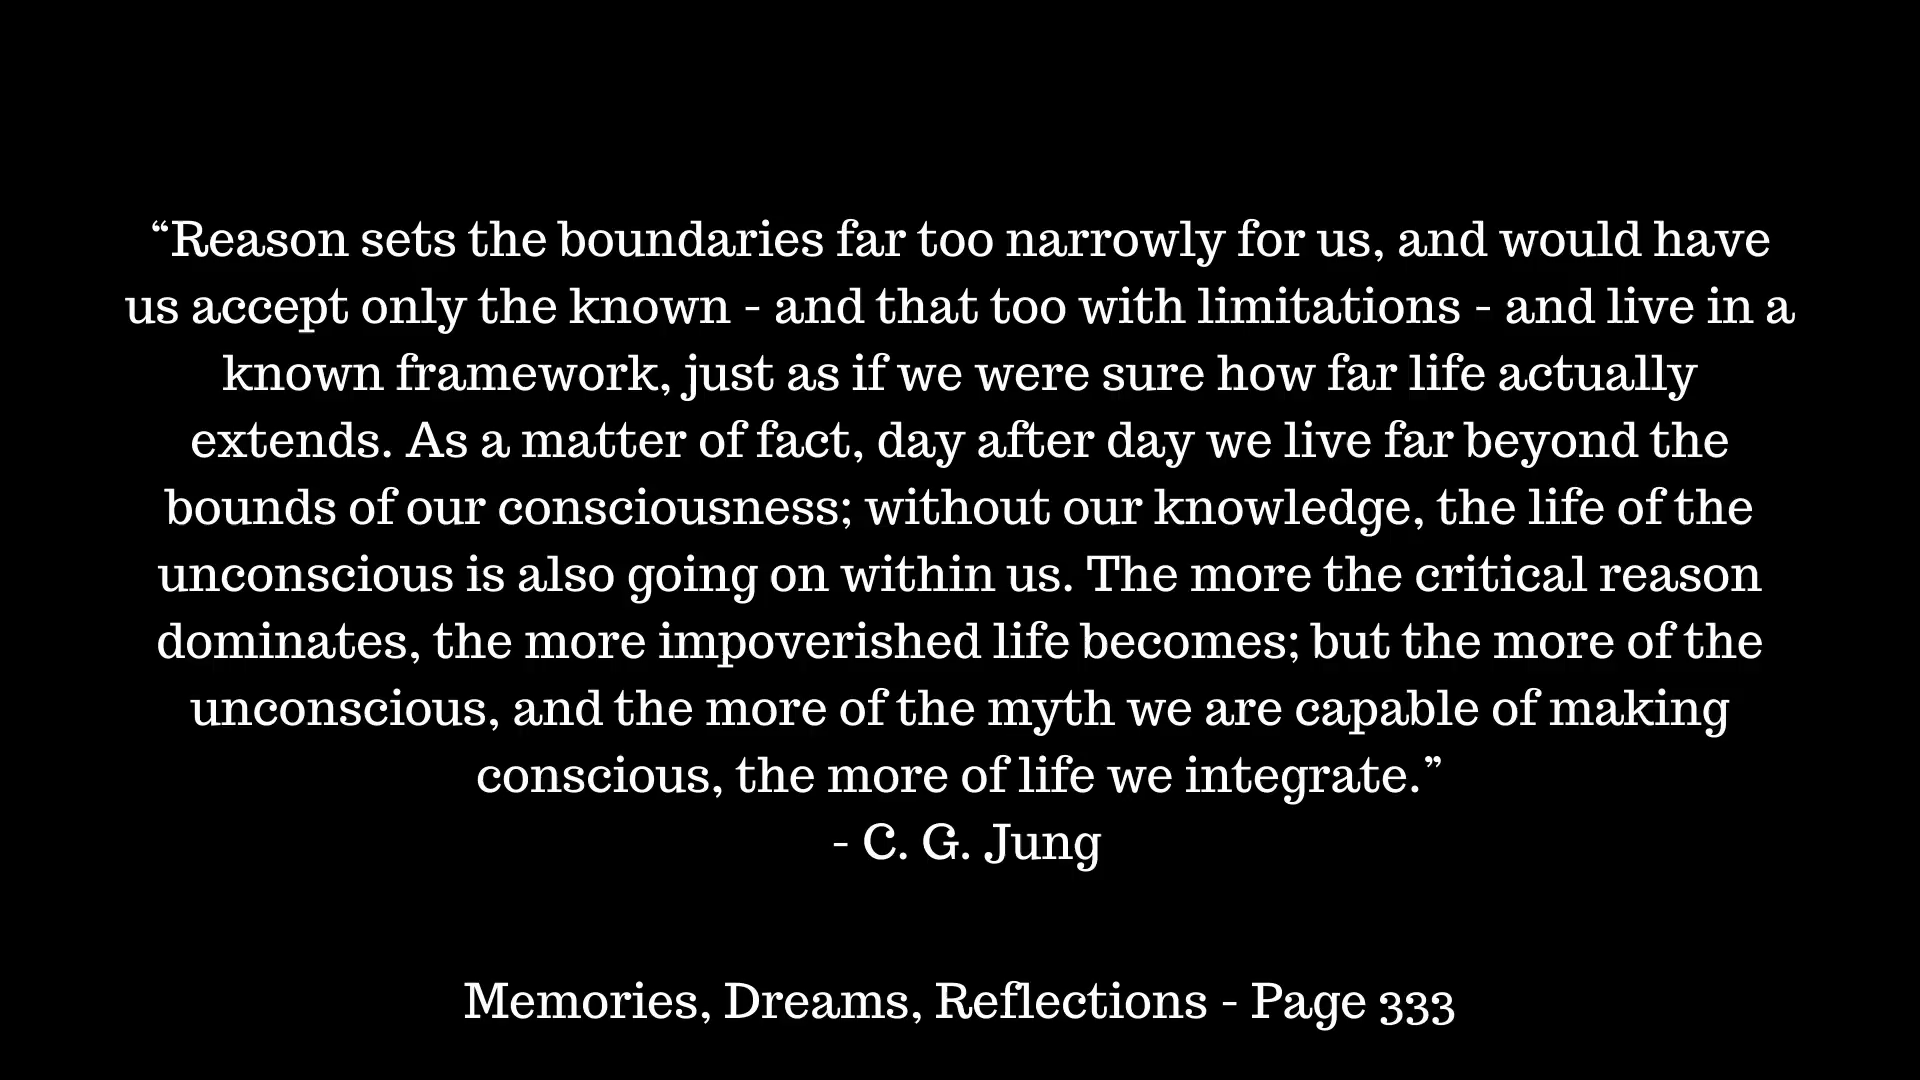 “Reason sets the boundaries far too narrowly for us, and would have
us accept only the known - and that too with limitations - and live in a
known framework, just as if we were sure how far life actually
extends. As a matter of fact, day after day we live far beyond the
bounds of our consciousness; without our knowledge, the life of the
unconscious is also going on within us. The more the critical reason
dominates, the more impoverished life becomes; but the more of the
unconscious, and the more of the myth we are capable of making
conscious, the more of life we integrate.”
- C. G. Jung
Memories, Dreams, Reflections - Page 333